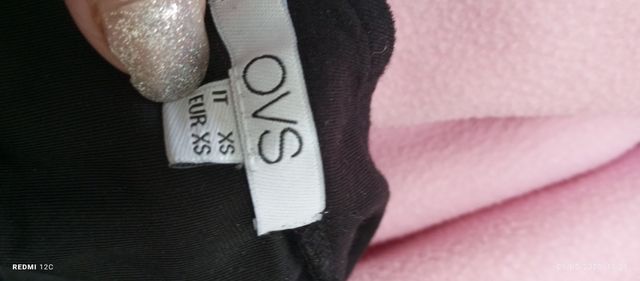 OVS
IT XS
EUR XS
REDMI 12C